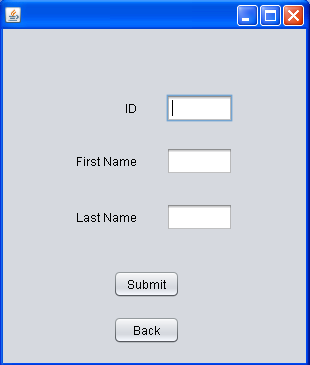 ID
First Name
Last Name
Submit
Back